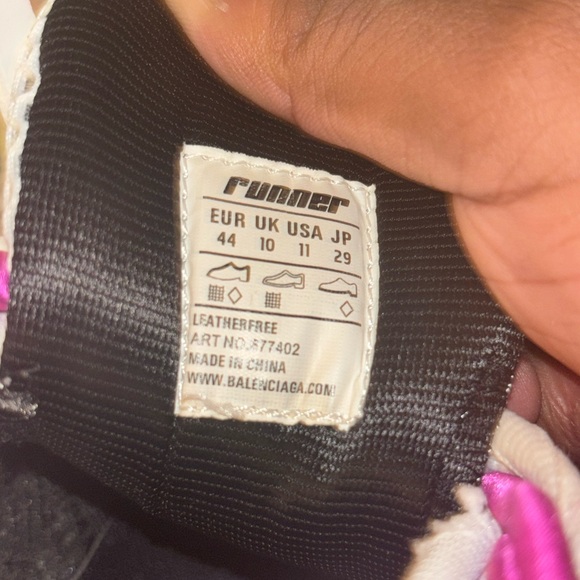 runner
EUR UK USA JP
44 10 11 29
LEATHERFREE
ART NO.677402
MADE IN CHINA
WWW.BALENCIAGA.COM